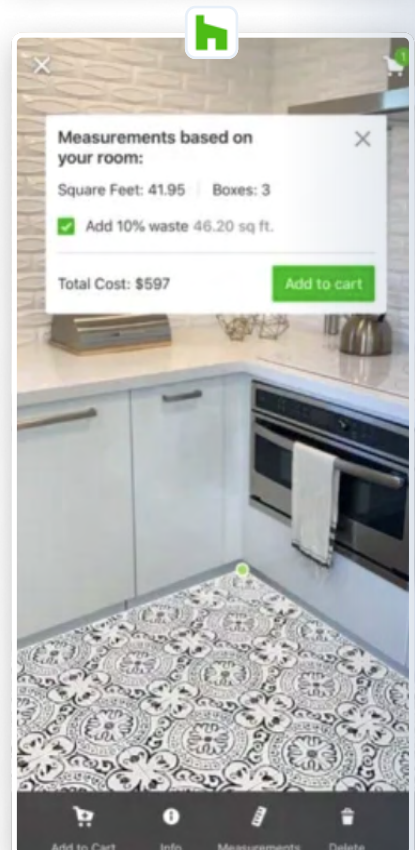 1
Measurements based on
your room:
Square Feet: 41.95 Boxes: 3
Add 10% waste 46.20 sq ft.
Total Cost: $597 Add to cart
Add to Cart Info Measurements Delete